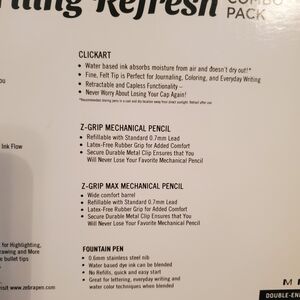 Refresh
COMBO
PACK
CLICKART
• Water based ink absorbs moisture from air and doesn't dry out!*
• Fine, Felt Tip is Perfect for Journaling, Coloring, and Everyday Writing
• Retractable and Capless Functionality –
• Never Worry About Losing Your Cap Again!
Z-GRIP MECHANICAL PENCIL
• Refillable with Standard 0.7mm Lead
• Latex-Free Rubber Grip for Added Comfort
• Secure Durable Metal Clip Ensures that You
Will Never Lose Your Favorite Mechanical Pencil
Ink Flow
Z-GRIP MAX MECHANICAL PENCIL
• Wide comfort barrel
• Refillable with Standard 0.7mm Lead
• Latex-Free Rubber Grip for Added Comfort
• Secure Durable Metal Clip Ensures that You
Will Never Lose Your Favorite Mechanical Pencil
FOUNTAIN PEN
• 0.6mm stainless steel nib
• Water based dye ink can be blended
• No Refills, quick and easy start
• Great for lettering, everyday writing and
water color techniques when blended
for Highlighting,
rawing and More
bullet tips
visit www.zebrapen.com
DOUBLE-EN